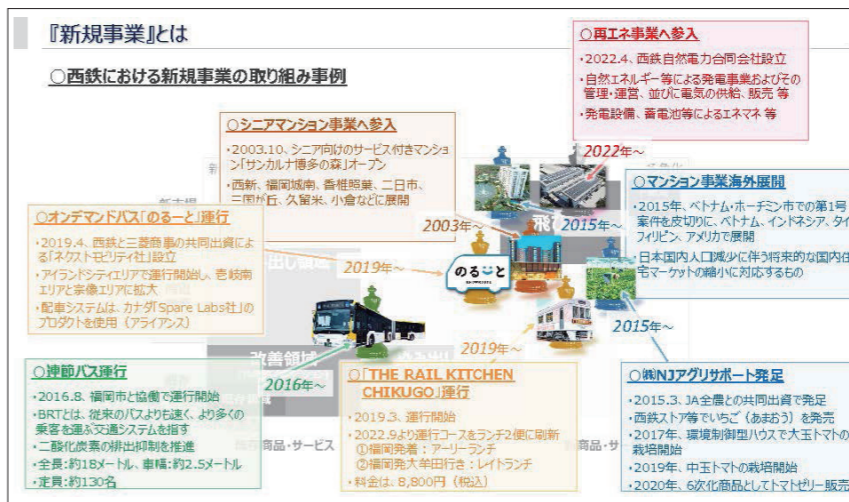 『新規事業』とは
○西鉄における新規事業の取り組み事例
○再エネ事業へ参入
・2022.4、西鉄自然電力合同会社設立
・自然エネルギー等による発電事業およびその
管理・運営、並びに電気の供給、販売 等
・発電設備、蓄電池等によるエネマネ 等
2022年～
○シニアマンション事業へ参入
・2003.10、シニア向けのサービス付きマンショ
ン「サンカルナ博多の森」オープン
・西新、福岡城南、香椎照葉、二日市、
三国が丘、久留米、小倉などに展開
2003年～
○マンション事業海外展開
・2015年、ベトナム・ホーチミン市での第1号
案件を皮切りに、ベトナム、インドネシア、タイ
フィリピン、アメリカで展開
・日本国内人口減少に伴う将来的な国内住
宅マーケットの縮小に対応するもの
2015年～
○オンデマンドバス「のるーと」運行
・2019.4、西鉄と三菱商事の共同出資によ
る「ネクストモビリティ社」設立
・アイランドシティエリアで運行開始し、壱岐南
エリアと宗像エリアに拡大
・配車システムは、カナダ「Spare Labs社」の
プロダクトを使用（アライアンス）
2019年～
のるーと
飛び
出し領域
改善領域
○連節バス運行
・2016.8、福岡市と協働で運行開始
・BRTとは、従来のバスよりも速く、より多くの
乗客を運ぶ交通システムを指す
・二酸化炭素の排出抑制を推進
・全長：約18メートル、車幅：約2.5メートル
・定員：約130名
2016年～
○「THE RAIL KITCHEN
CHIKUGO」運行
・2019.3、運行開始
・2022.9より運行コースをランチ2便に刷新
①福岡発着：アーリーランチ
②福岡発大牟田行き：レイトランチ
・料金は、8,800円（税込）
2019年～
○㈱NJアグリサポート発足
・2015.3、JA全農との共同出資で発足
・西鉄ストア等でいちご（あまおう）を発売
・2017年、環境制御型ハウスで大玉トマトの
栽培開始
・2019年、中玉トマトの栽培開始
・2020年、6次化商品としてトマトゼリー販売
2015年～
商品・サービス